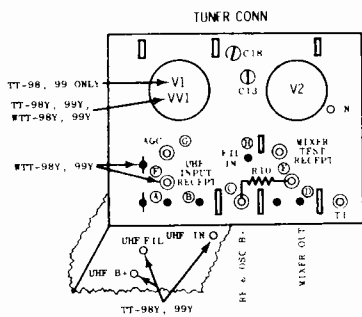 TUNER CONN
C18
TT-98, 99 ONLY
V1
C13
V2
TT-98Y, 99Y,
WTT-98Y, 99Y
VV1
N
AGC
G
H
MIXER
TEST
RECEPT
FIL
IN
WTT-98Y, 99Y
F
UHF
INPUT
RECEPT
R10
A
B
C
D
T1
UHF FIL
UHF IN
UHF B+
RF & OSC B+
MIXER OUT
TT-98Y, 99Y